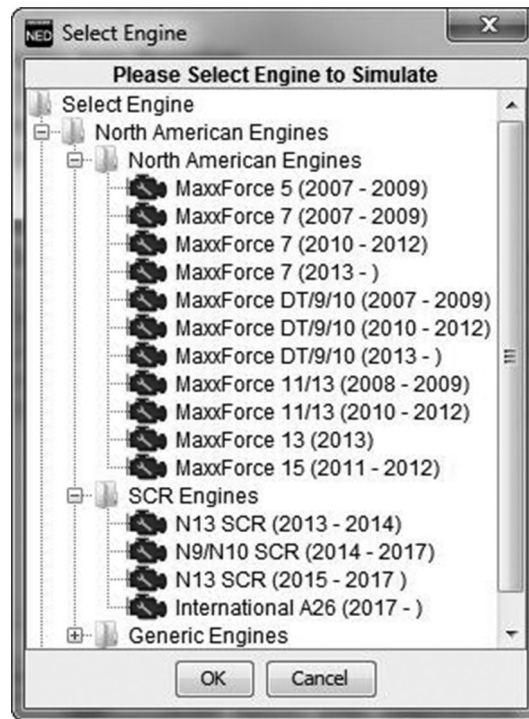 NED Select Engine
Please Select Engine to Simulate
Select Engine
North American Engines
North American Engines
MaxxForce 5 (2007 - 2009)
MaxxForce 7 (2007 - 2009)
MaxxForce 7 (2010 - 2012)
MaxxForce 7 (2013 - )
MaxxForce DT/9/10 (2007 - 2009)
MaxxForce DT/9/10 (2010 - 2012)
MaxxForce DT/9/10 (2013 - )
MaxxForce 11/13 (2008 - 2009)
MaxxForce 11/13 (2010 - 2012)
MaxxForce 13 (2013)
MaxxForce 15 (2011 - 2012)
SCR Engines
N13 SCR (2013 - 2014)
N9/N10 SCR (2014 - 2017)
N13 SCR (2015 - 2017 )
International A26 (2017 - )
Generic Engines
OK Cancel